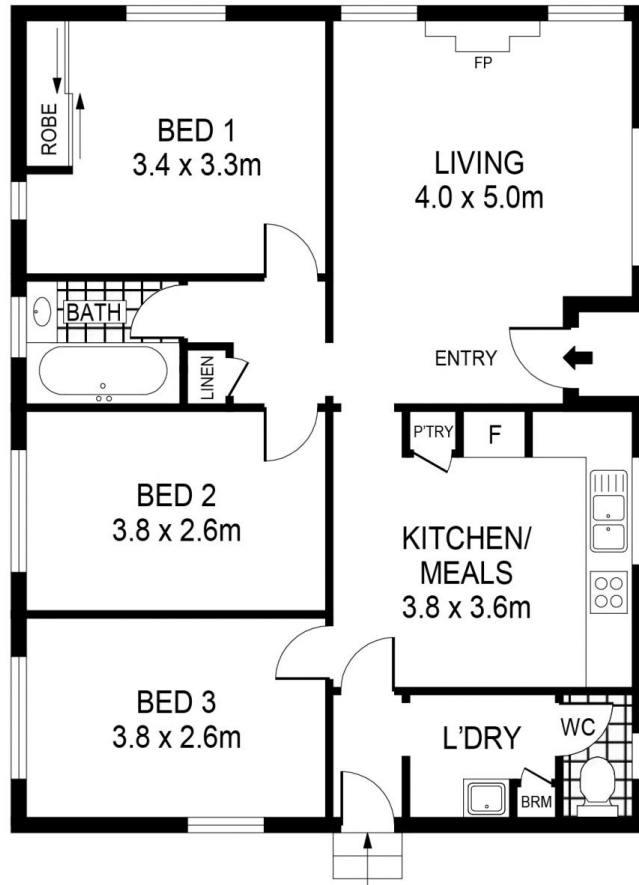 FP
ROBE
BED 1
3.4 x 3.3m
LIVING
4.0 x 5.0m
BATH
LINEN
ENTRY
P'TRY
F
BED 2
3.8 x 2.6m
KITCHEN/
MEALS
3.8 x 3.6m
BED 3
3.8 x 2.6m
L'DRY
WC
BRM